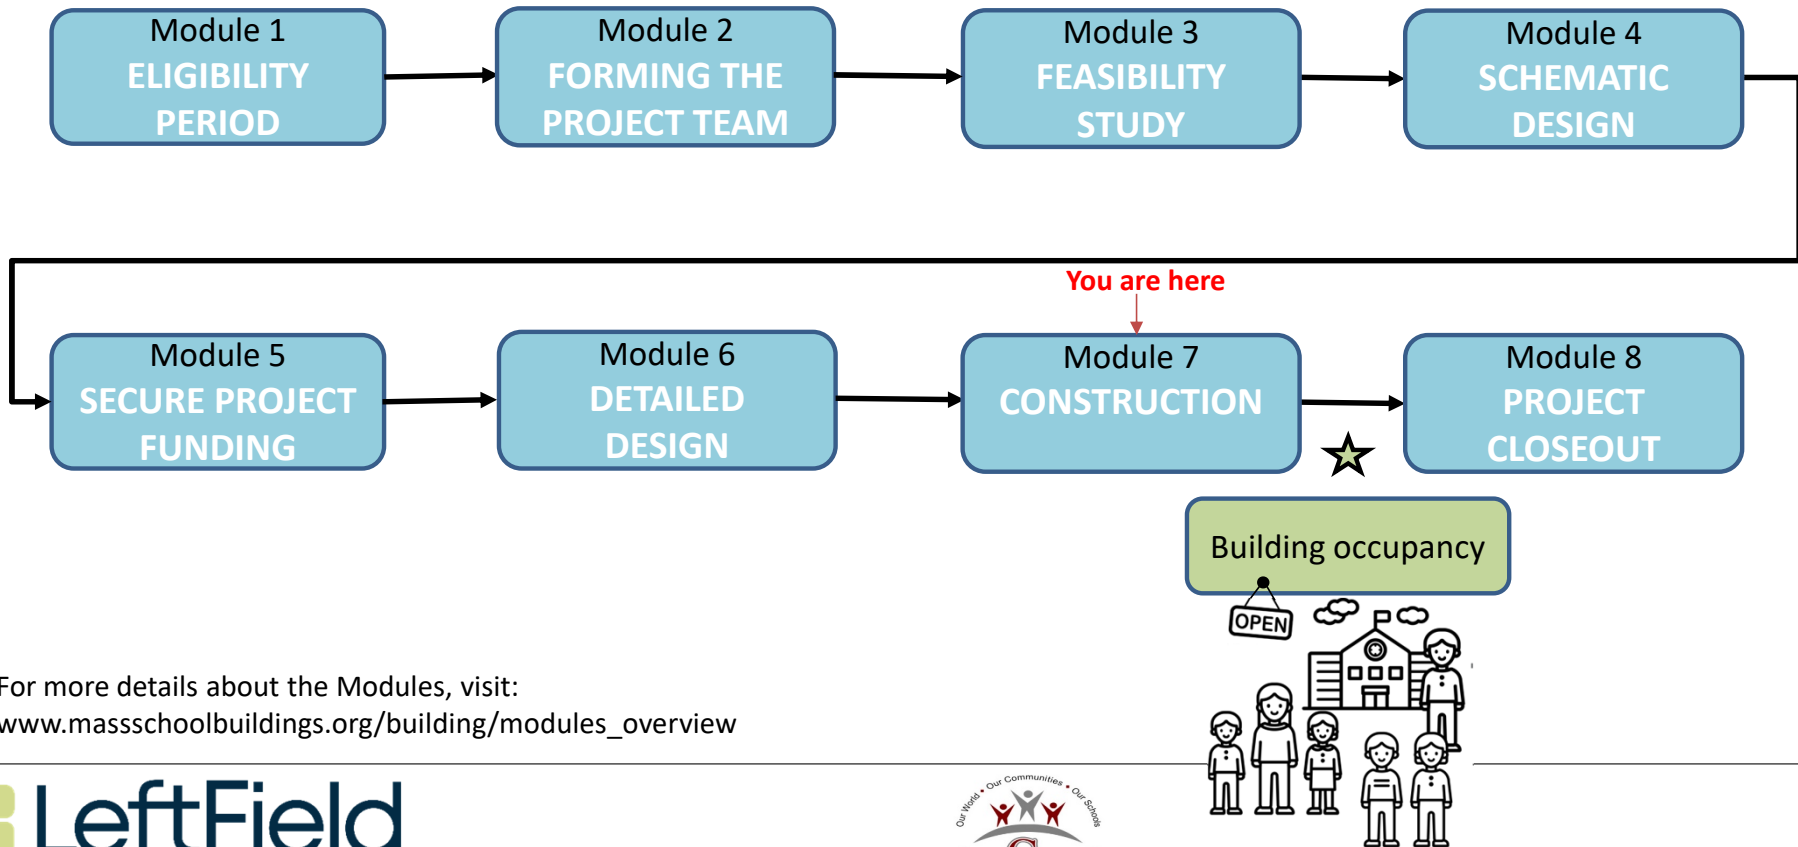 Module 1
ELIGIBILITY
PERIOD
Module 2
FORMING THE
PROJECT TEAM
Module 3
FEASIBILITY
STUDY
Module 4
SCHEMATIC
DESIGN
You are here
Module 5
SECURE PROJECT
FUNDING
Module 6
DETAILED
DESIGN
Module 7
CONSTRUCTION
Module 8
PROJECT
CLOSEOUT
Building occupancy
OPEN
For more details about the Modules, visit:
www.massschoolbuildings.org/building/modules_overview
LeftField
Our World • Our Communities • Our Schools